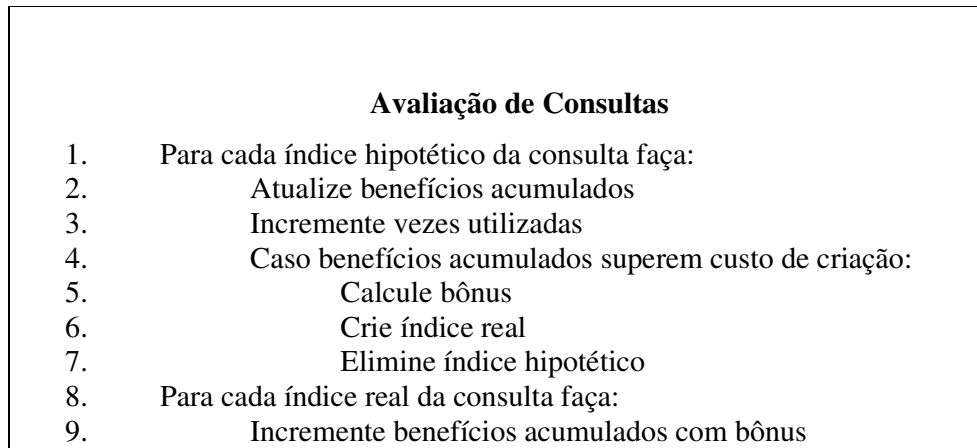 Avaliação de Consultas
1. Para cada índice hipotético da consulta faça:
2. Atualize benefícios acumulados
3. Incremente vezes utilizadas
4. Caso benefícios acumulados superem custo de criação:
5. Calcule bônus
6. Crie índice real
7. Elimine índice hipotético
8. Para cada índice real da consulta faça:
9. Incremente benefícios acumulados com bônus